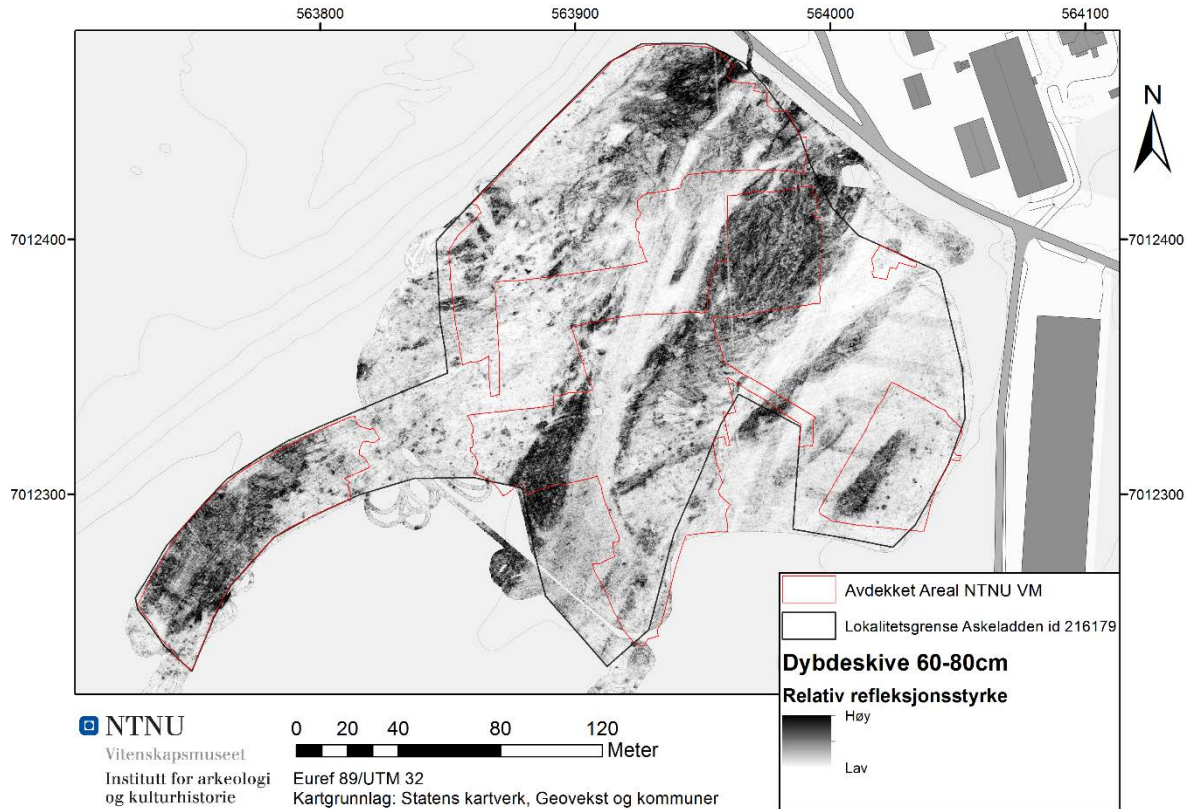 563800 563900 564000 564100
N
7012400 7012400
7012300 7012300
Avdekket Areal NTNU VM
Lokalitetsgrense Askeladden id 216179
Dybdeskive 60-80cm
Relativ refleksjonsstyrke
Høy
Lav
NTNU
Vitenskapsmuseet
Institutt for arkeologi
og kulturhistorie
0 20 40 80 120
Meter
Euref 89/UTM 32
Kartgrunnlag: Statens kartverk, Geovekst og kommuner